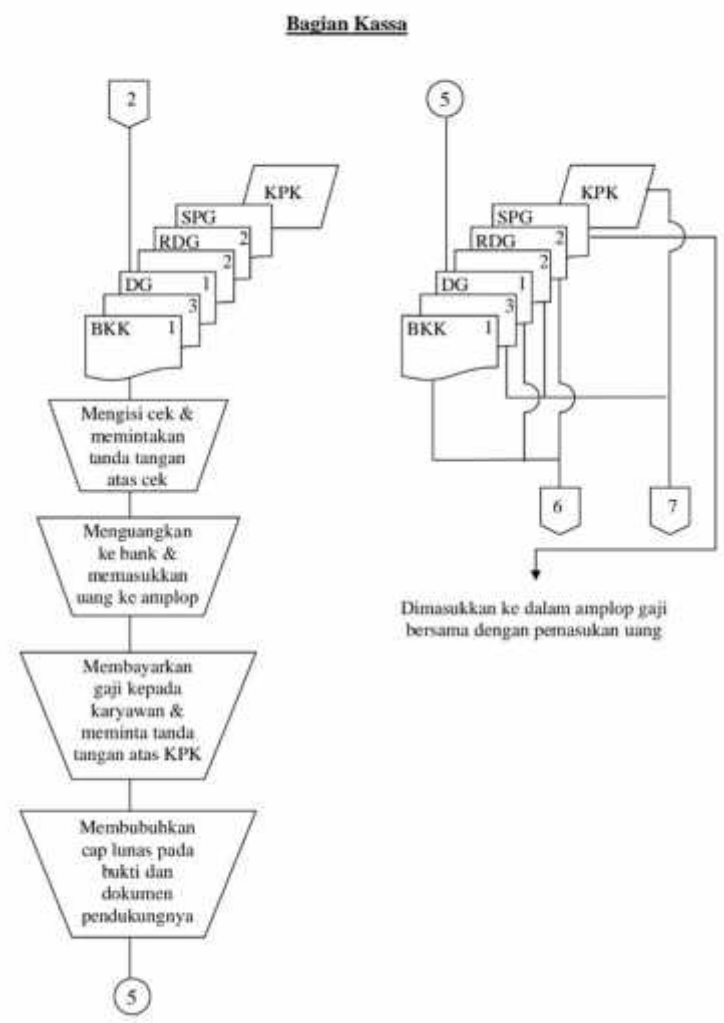 Bagian Kassa
2
KPK
SPG
RDG 2
2
DG 1
3
BKK 1
Mengisi cek &
memintakan
tanda tangan
atas cek
Menguangkan
ke bank &
memasukkan
uang ke amplop
Membayarkan
gaji kepada
karyawan &
meminta tanda
tangan atas KPK
Membubuhkan
cap lunas pada
bukti dan
dokumen
pendukungnya
5
5
KPK
SPG
RDG 2
2
DG 1
3
BKK 1
6
7
Dimasukkan ke dalam amplop gaji
bersama dengan pemasukan uang